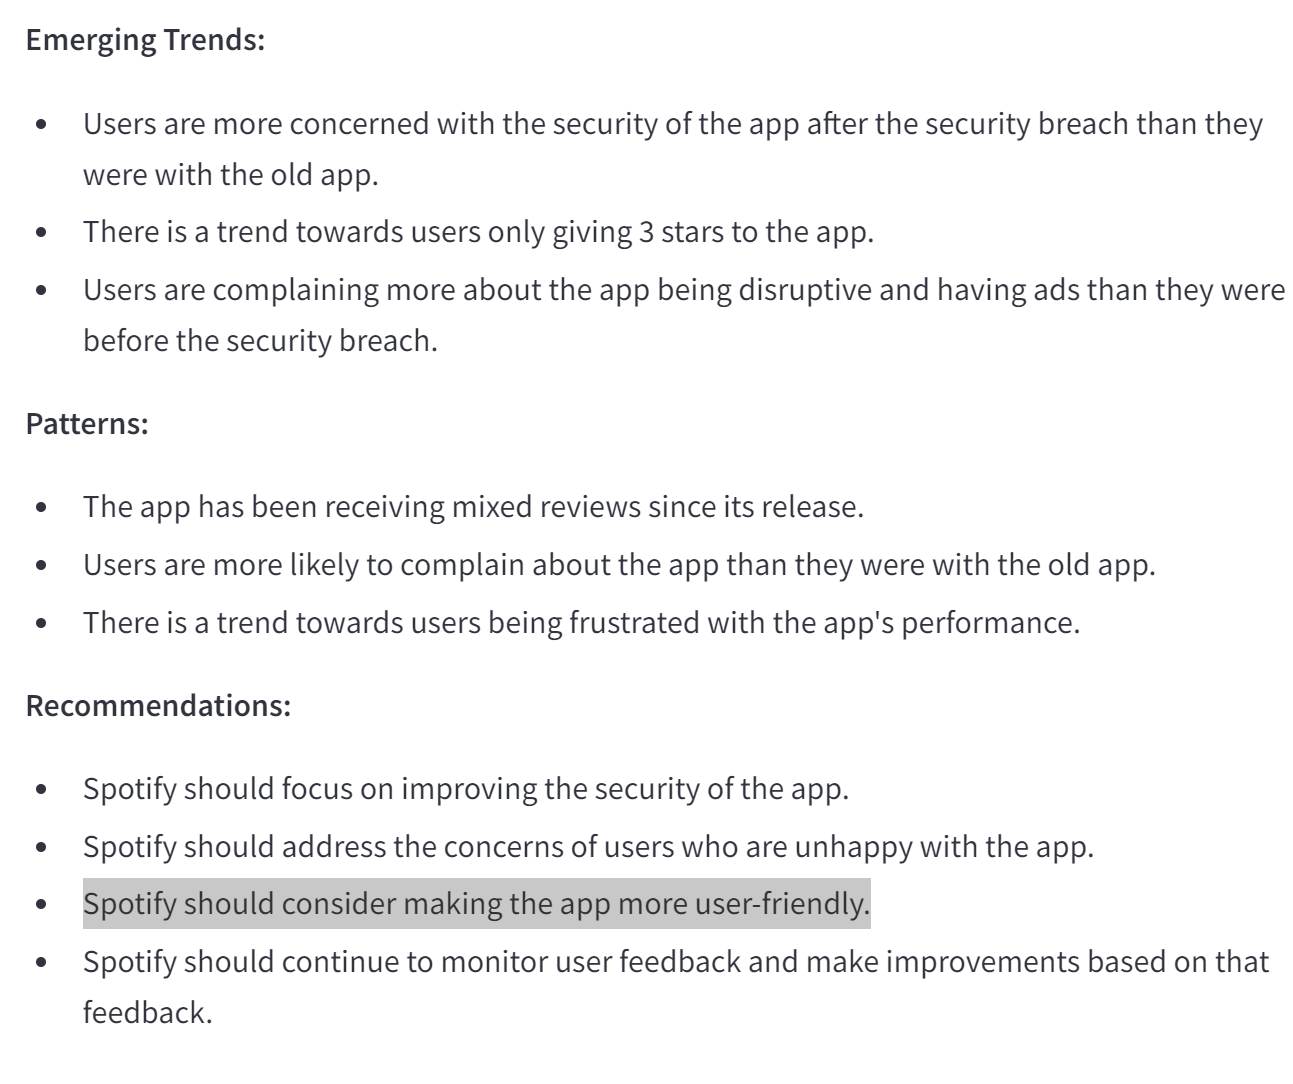 Emerging Trends:
• Users are more concerned with the security of the app after the security breach than they
were with the old app.
• There is a trend towards users only giving 3 stars to the app.
• Users are complaining more about the app being disruptive and having ads than they were
before the security breach.
Patterns:
• The app has been receiving mixed reviews since its release.
• Users are more likely to complain about the app than they were with the old app.
• There is a trend towards users being frustrated with the app's performance.
Recommendations:
• Spotify should focus on improving the security of the app.
• Spotify should address the concerns of users who are unhappy with the app.
• Spotify should consider making the app more user-friendly.
• Spotify should continue to monitor user feedback and make improvements based on that
feedback.